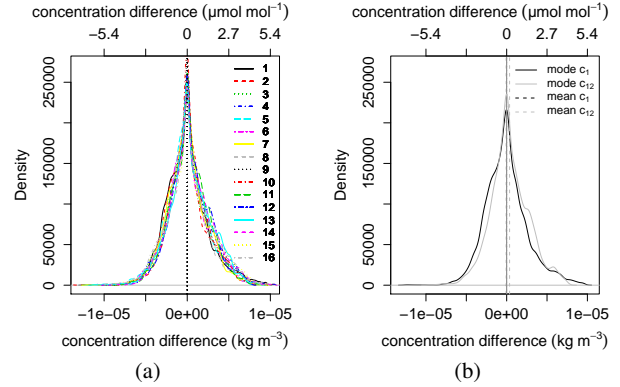 concentration difference (μmol mol⁻¹)
−5.4 0 2.7 5.4
Density
0 50000 150000 250000
1
2
3
4
5
6
7
8
9
10
11
12
13
14
15
16
−1e−05 0e+00 1e−05
concentration difference (kg m⁻³)
(a)
concentration difference (μmol mol⁻¹)
−5.4 0 2.7 5.4
Density
0 50000 150000 250000
mode c₁
mode c₁₂
mean c₁
mean c₁₂
−1e−05 0e+00 1e−05
concentration difference (kg m⁻³)
(b)